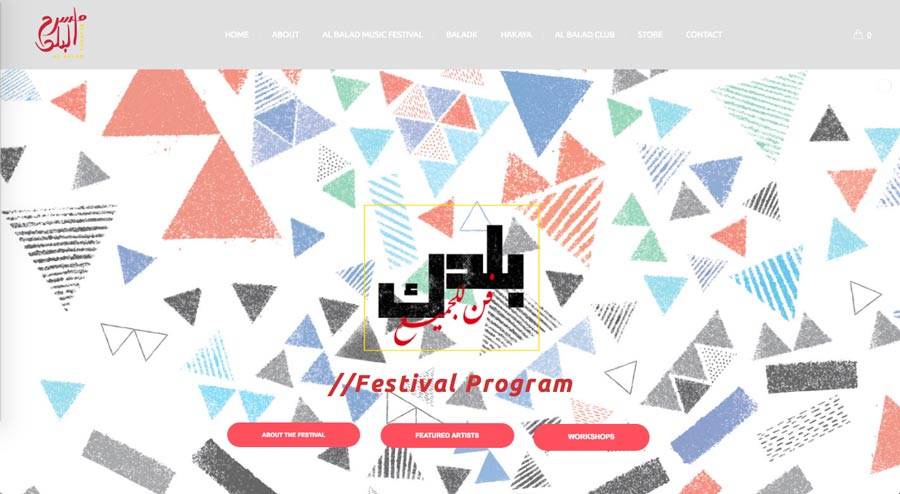 مسرح
البلد
AL BALAD
HOME
ABOUT
AL BALAD MUSIC FESTIVAL
BALADK
HAKAYA
AL BALAD CLUB
STORE
CONTACT
0
بلدك
فن للجميع
//Festival Program
ABOUT THE FESTIVAL
FEATURED ARTISTS
WORKSHOPS